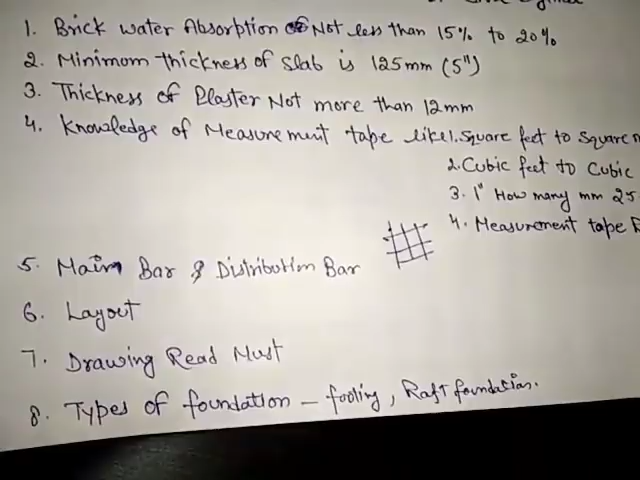 1. Brick water Absorption Not less than 15% to 20%
2. Minimom thickness of Slab is 125mm (5")
3. Thickness of Plaster Not more than 12mm
4. Knowledge of Measurement tape like 1. Square feet to Square
2. Cubic feet to Cubic
3. 1" How many mm 25
4. Measurement tape
5. Main Bar & Distribution Bar
6. Layout
7. Drawing Read Must
8. Types of foundation - footing, Raft foundation.